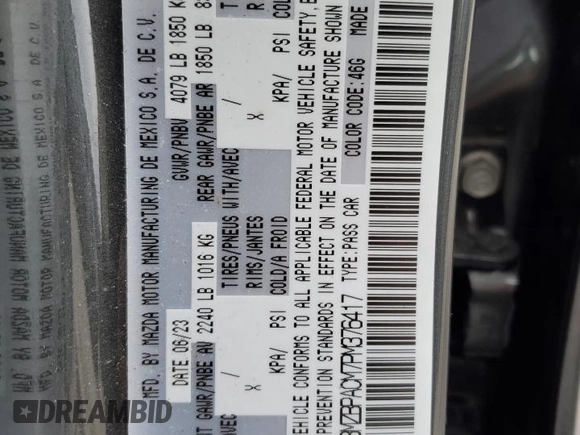 MFD. BY MAZDA MOTOR MANUFACTURING DE MEXICO S.A. DE C.V.
DATE 06/23 GVWR/PNBV 4079 LB 1850 K
GAWR/PNBE AV 2240 LB 1016 KG REAR GAWR/PNBE AR 1850 LB
TIRES/PNEUS WITH/AVEC / T
RIMS/JANTES X R
KPA/ PSI COLD/A FROID KPA/ PSI
VEHICLE CONFORMS TO ALL APPLICABLE FEDERAL MOTOR VEHICLE SAFETY,
PREVENTION STANDARDS IN EFFECT ON THE DATE OF MANUFACTURE SHOWN
MZBPACM7PM376417 TYPE:PASS CAR COLOR CODE:46G MADE
© STATAUTOBID